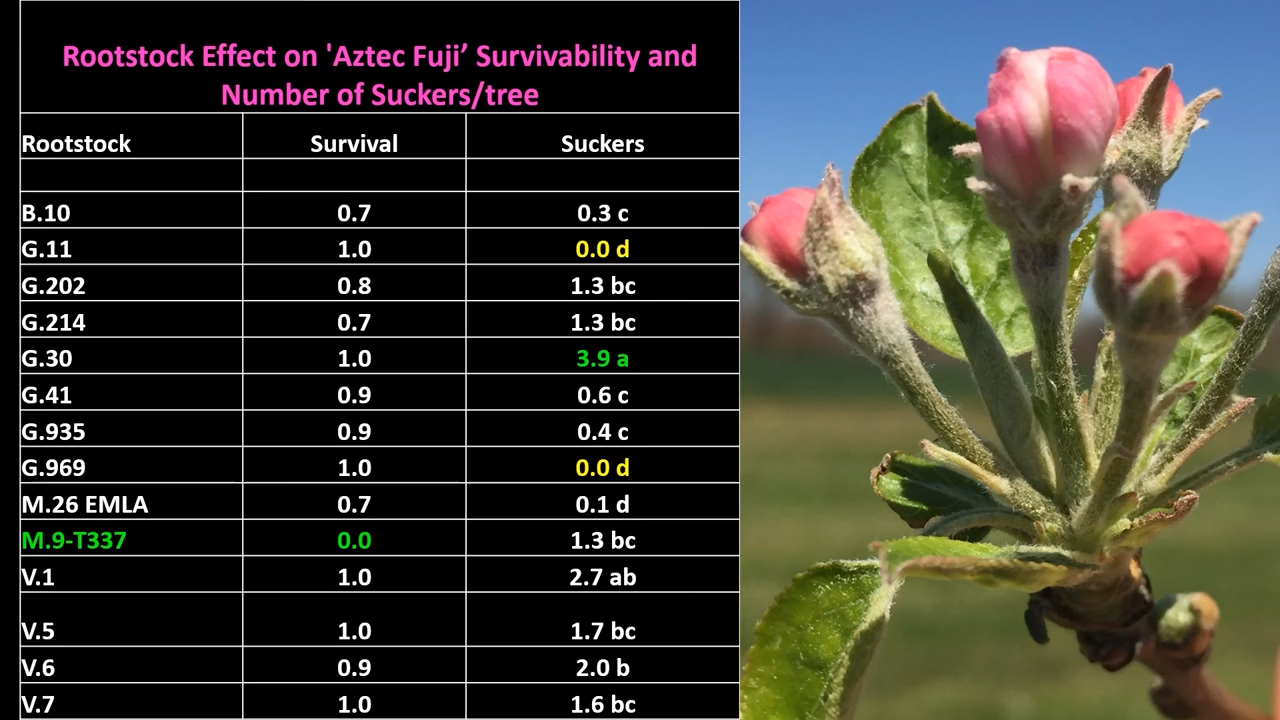 Rootstock Effect on 'Aztec Fuji’ Survivability and
Number of Suckers/tree
Rootstock Survival Suckers
B.10 0.7 0.3 c
G.11 1.0 0.0 d
G.202 0.8 1.3 bc
G.214 0.7 1.3 bc
G.30 1.0 3.9 a
G.41 0.9 0.6 c
G.935 0.9 0.4 c
G.969 1.0 0.0 d
M.26 EMLA 0.7 0.1 d
M.9-T337 0.0 1.3 bc
V.1 1.0 2.7 ab
V.5 1.0 1.7 bc
V.6 0.9 2.0 b
V.7 1.0 1.6 bc